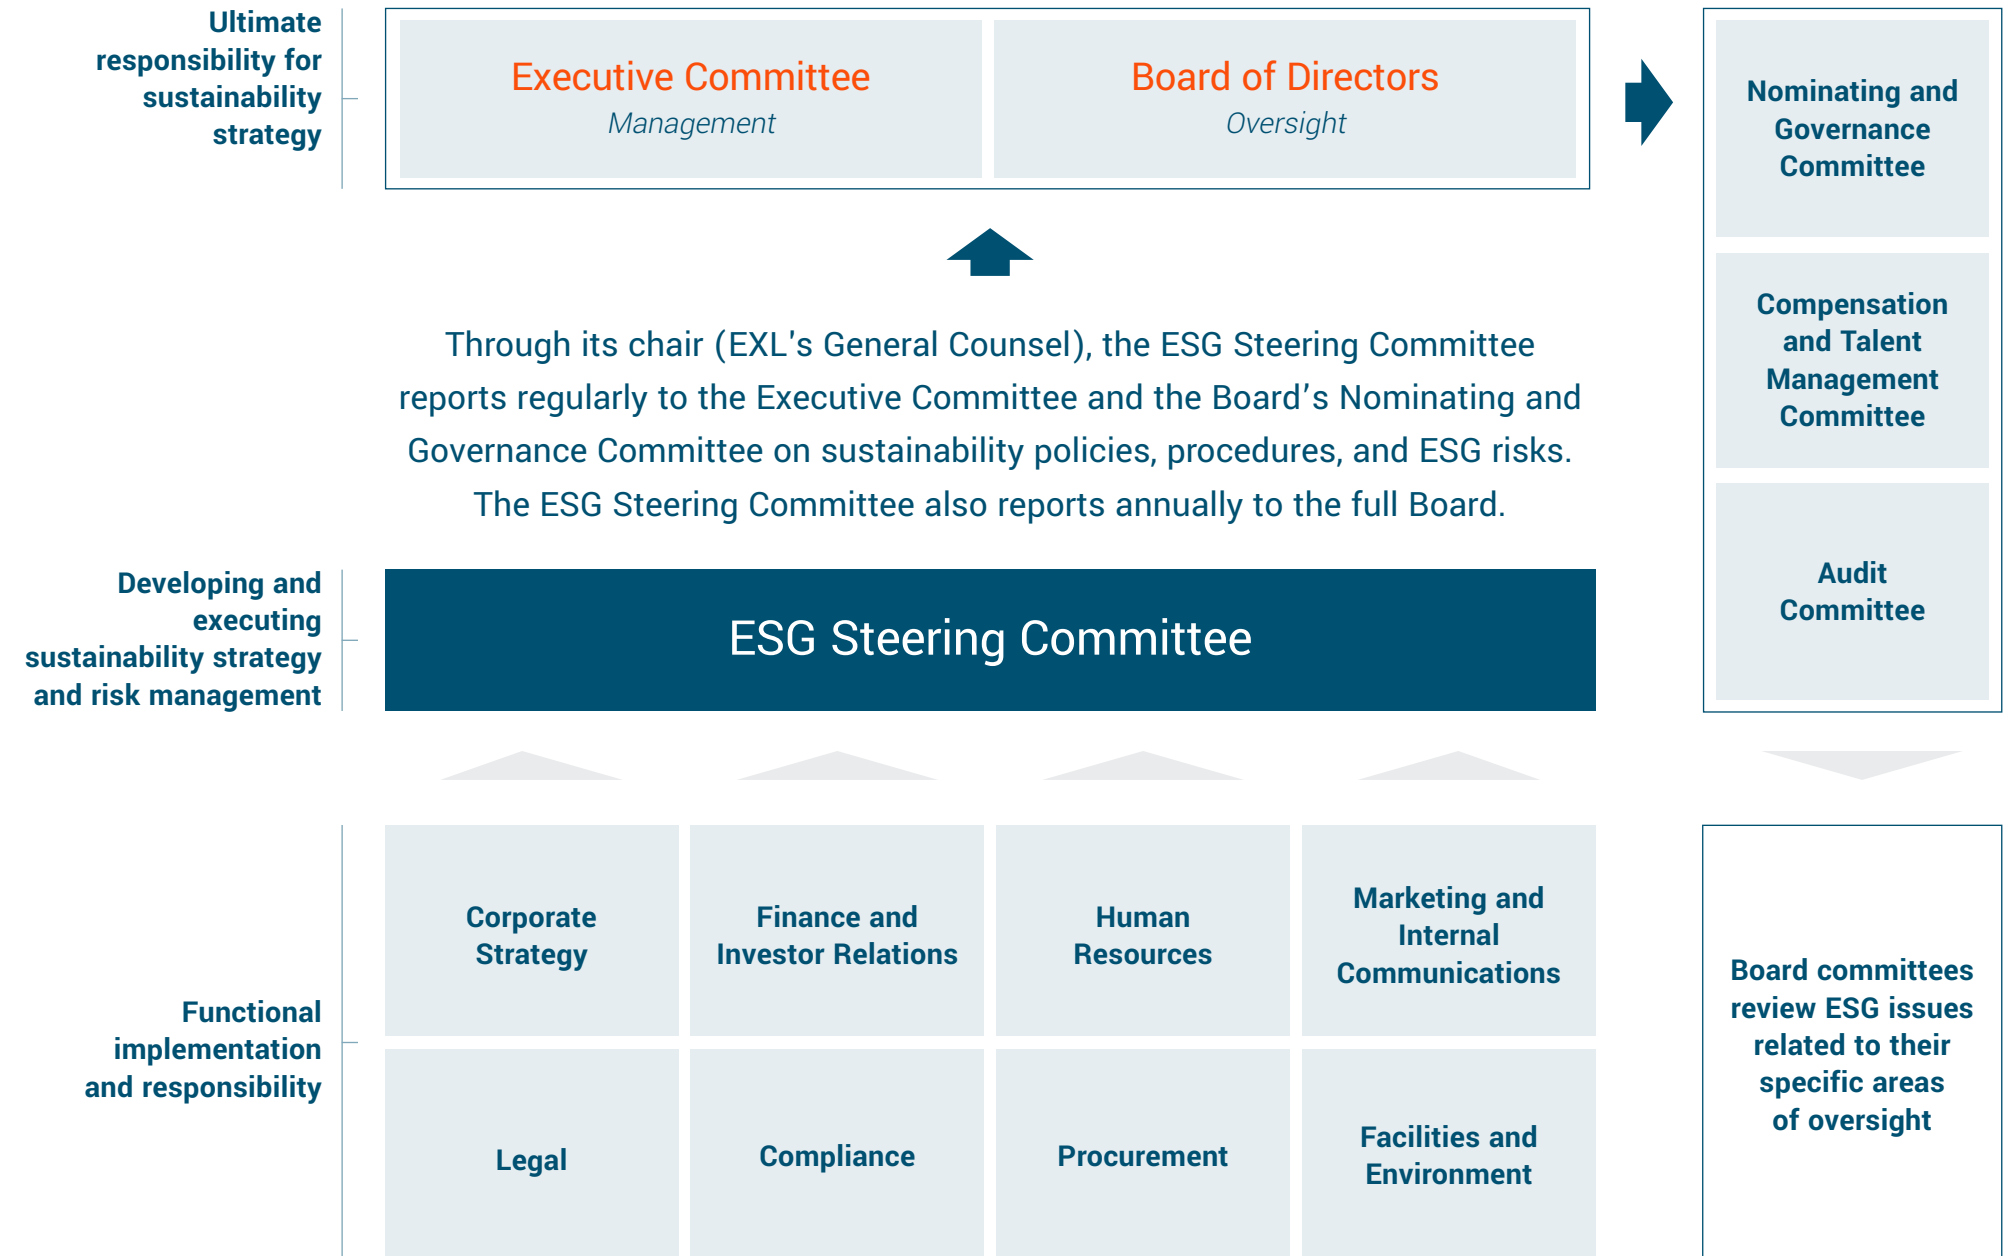 Ultimate
responsibility for
sustainability
strategy
Executive Committee
Management
Board of Directors
Oversight
Nominating and
Governance
Committee
Compensation
and Talent
Management
Committee
Audit
Committee
Through its chair (EXL's General Counsel), the ESG Steering Committee
reports regularly to the Executive Committee and the Board’s Nominating and
Governance Committee on sustainability policies, procedures, and ESG risks.
The ESG Steering Committee also reports annually to the full Board.
Developing and
executing
sustainability strategy
and risk management
ESG Steering Committee
Functional
implementation
and responsibility
Corporate
Strategy
Finance and
Investor Relations
Human
Resources
Marketing and
Internal
Communications
Legal
Compliance
Procurement
Facilities and
Environment
Board committees
review ESG issues
related to their
specific areas
of oversight